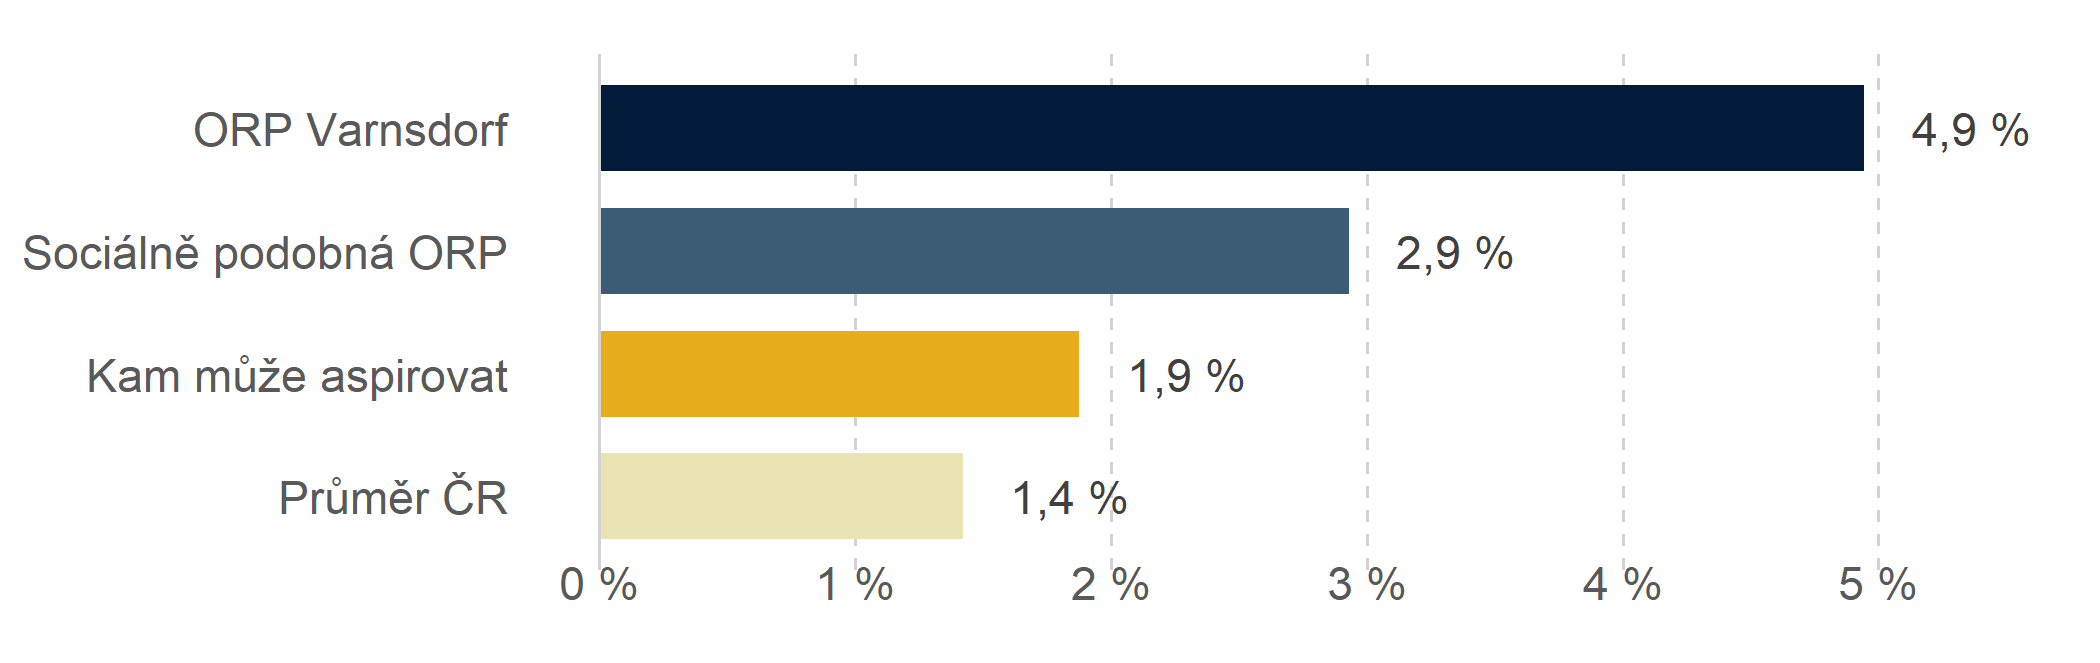 ORP Varnsdorf
4,9 %
Sociálně podobná ORP
2,9 %
Kam může aspirovat
1,9 %
Průměr ČR
1,4 %
0 %
1 %
2 %
3 %
4 %
5 %